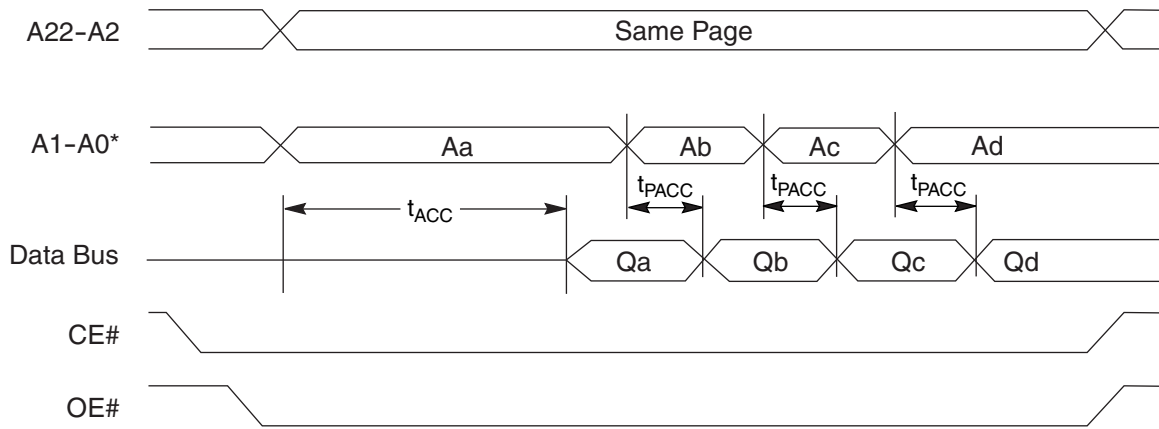 A22-A2 Same Page
A1-A0* Aa Ab Ac Ad
tACC tPACC tPACC tPACC
Data Bus Qa Qb Qc Qd
CE#
OE#